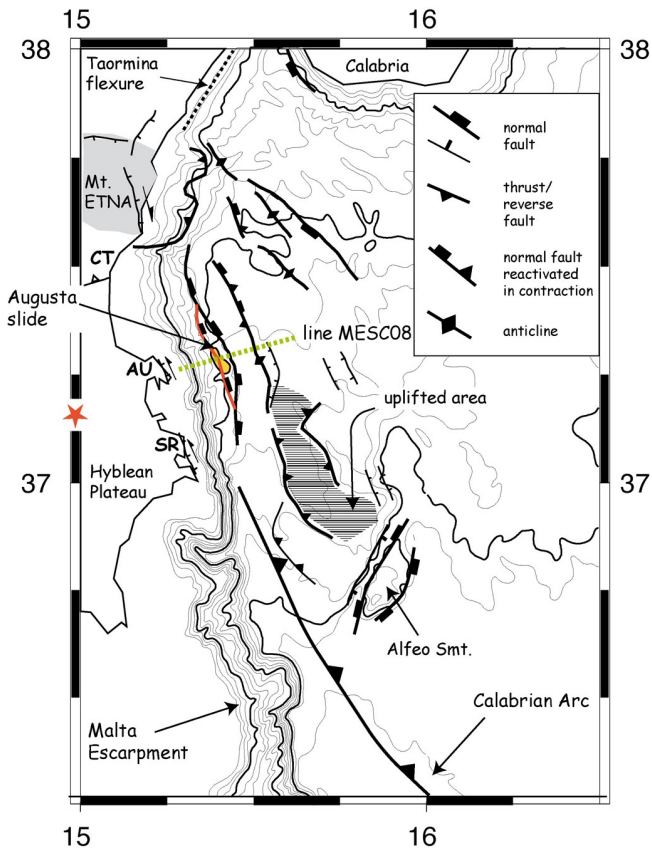 15
16
38
38
Taormina
flexure
Calabria
normal
fault
Mt.
ETNA
thrust/
reverse
fault
CT
normal fault
reactivated
in contraction
Augusta
slide
anticline
line MESC08
AU
uplifted area
SR
Hyblean
Plateau
37
37
Alfeo Smt.
Malta
Escarpment
Calabrian Arc
15
16